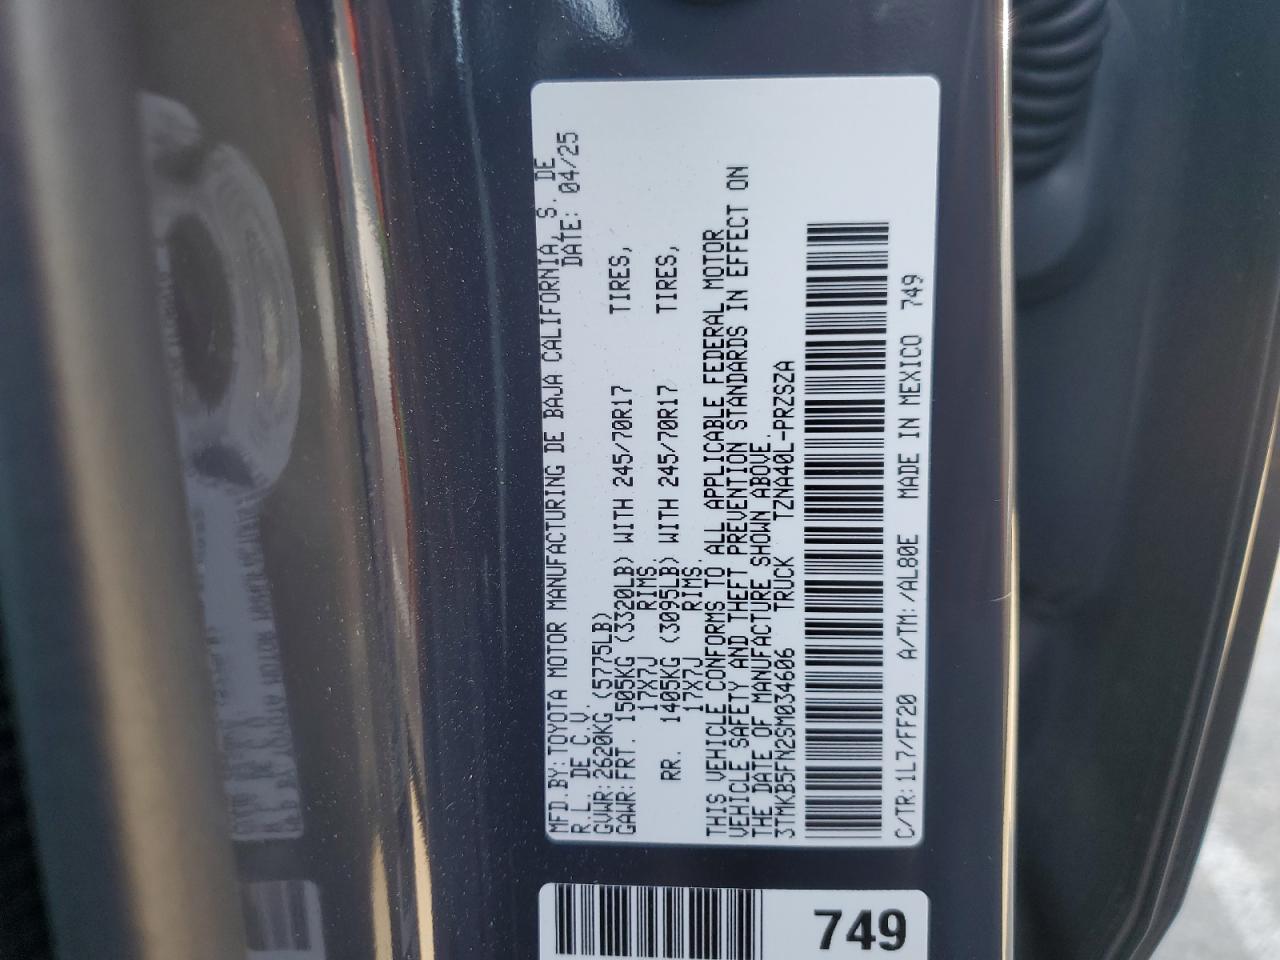 MFD.BY: TOYOTA MOTOR MANUFACTURING DE BAJA CALIFORNIA, S. DE
R.L. DE C.V. DATE: 04/25
GVWR: 2620KG (5775LB)
GAWR: FRT. 1505KG (3320LB) WITH 245/70R17 TIRES,
17X7J RIMS,
RR. 1405KG (3095LB) WITH 245/70R17 TIRES,
17X7J RIMS.
THIS VEHICLE CONFORMS TO ALL APPLICABLE FEDERAL MOTOR
VEHICLE SAFETY AND THEFT PREVENTION STANDARDS IN EFFECT ON
THE DATE OF MANUFACTURE SHOWN ABOVE.
3TMKB5FN2SM034606 TRUCK TZNA40L-PRZSZA
C/TR: 1L7/FF20 A/TM: /AL80E MADE IN MEXICO 749
749